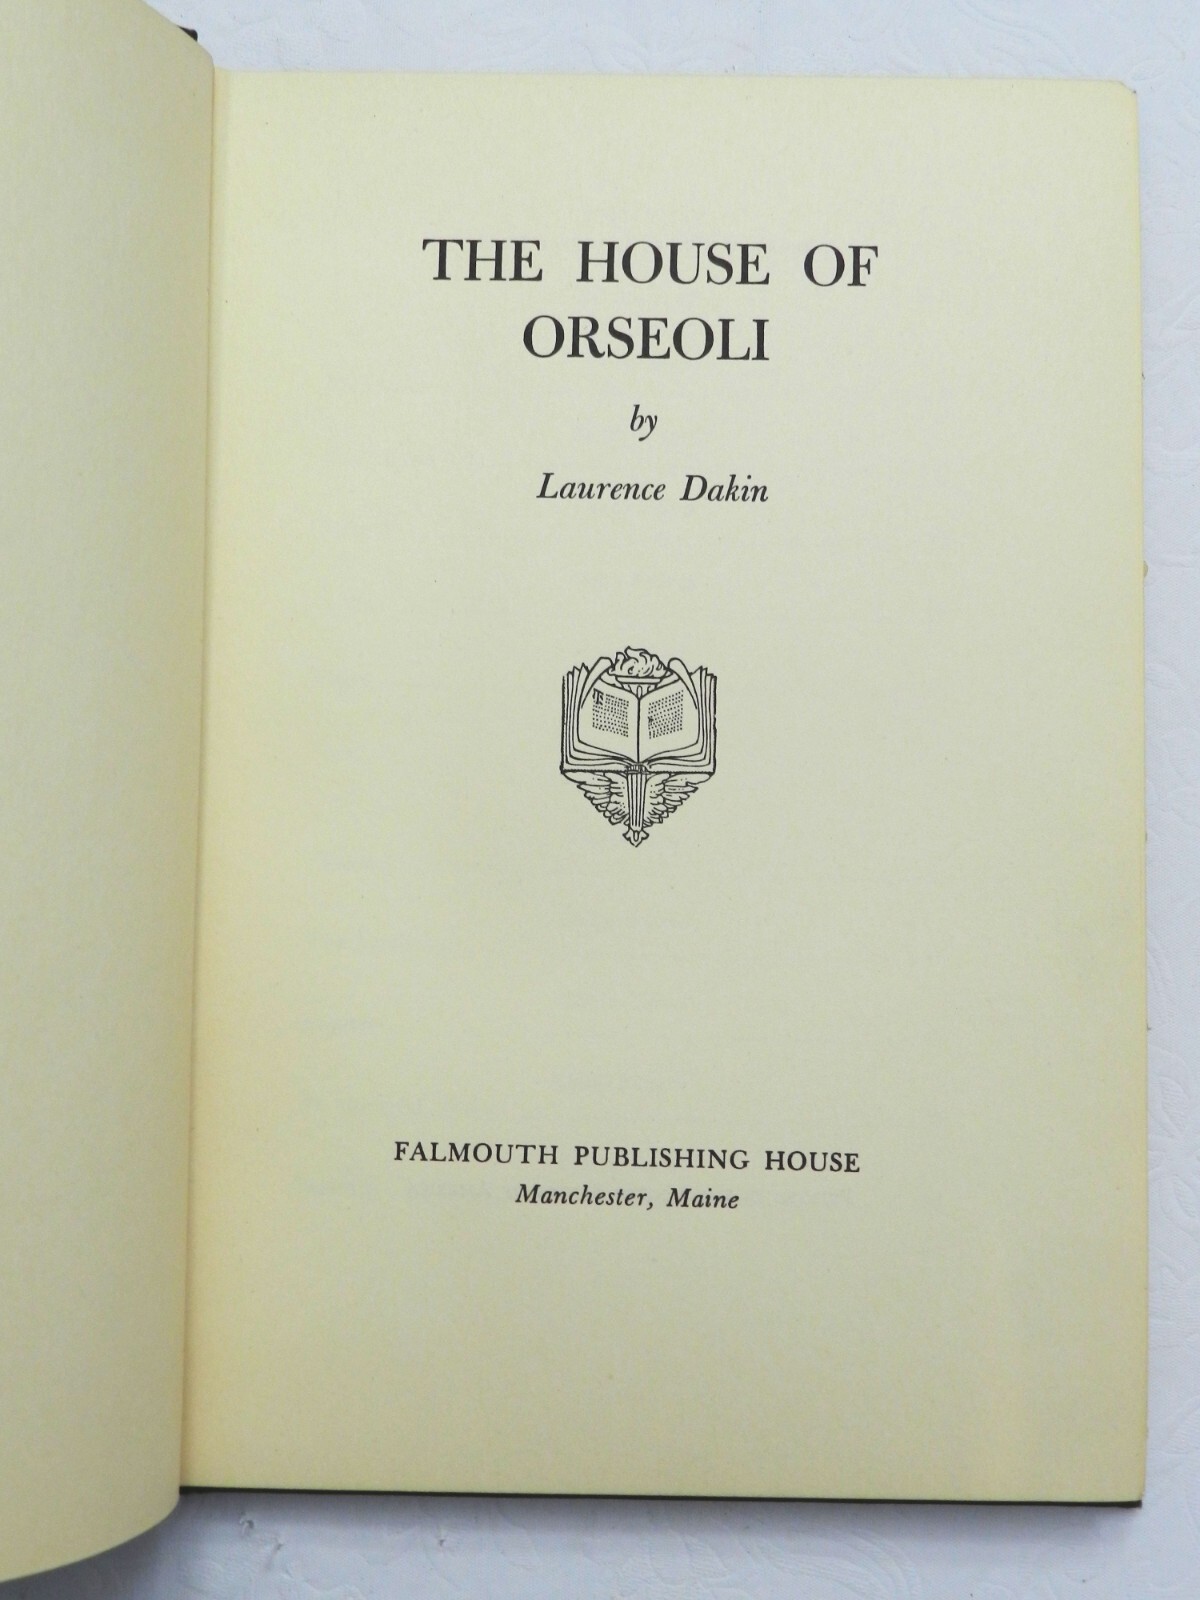 THE HOUSE OF
ORSEOLI
by
Laurence Dakin
FALMOUTH PUBLISHING HOUSE
Manchester, Maine